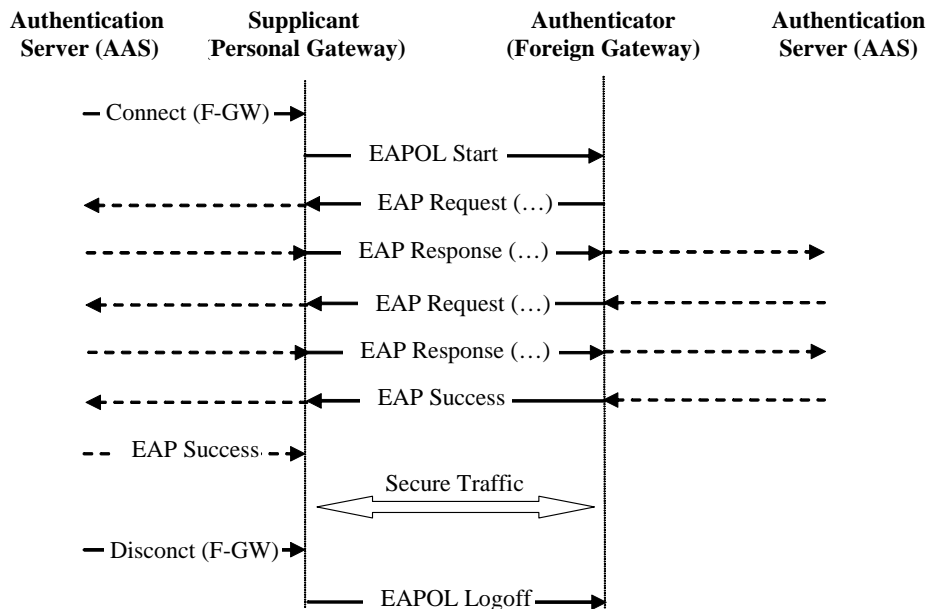 Authentication Server (AAS)
Supplicant (Personal Gateway)
Authenticator (Foreign Gateway)
Authentication Server (AAS)
Connect (F-GW)
EAPOL Start
EAP Request (…)
EAP Response (…)
EAP Request (…)
EAP Response (…)
EAP Success
EAP Success
Secure Traffic
Disconct (F-GW)
EAPOL Logoff